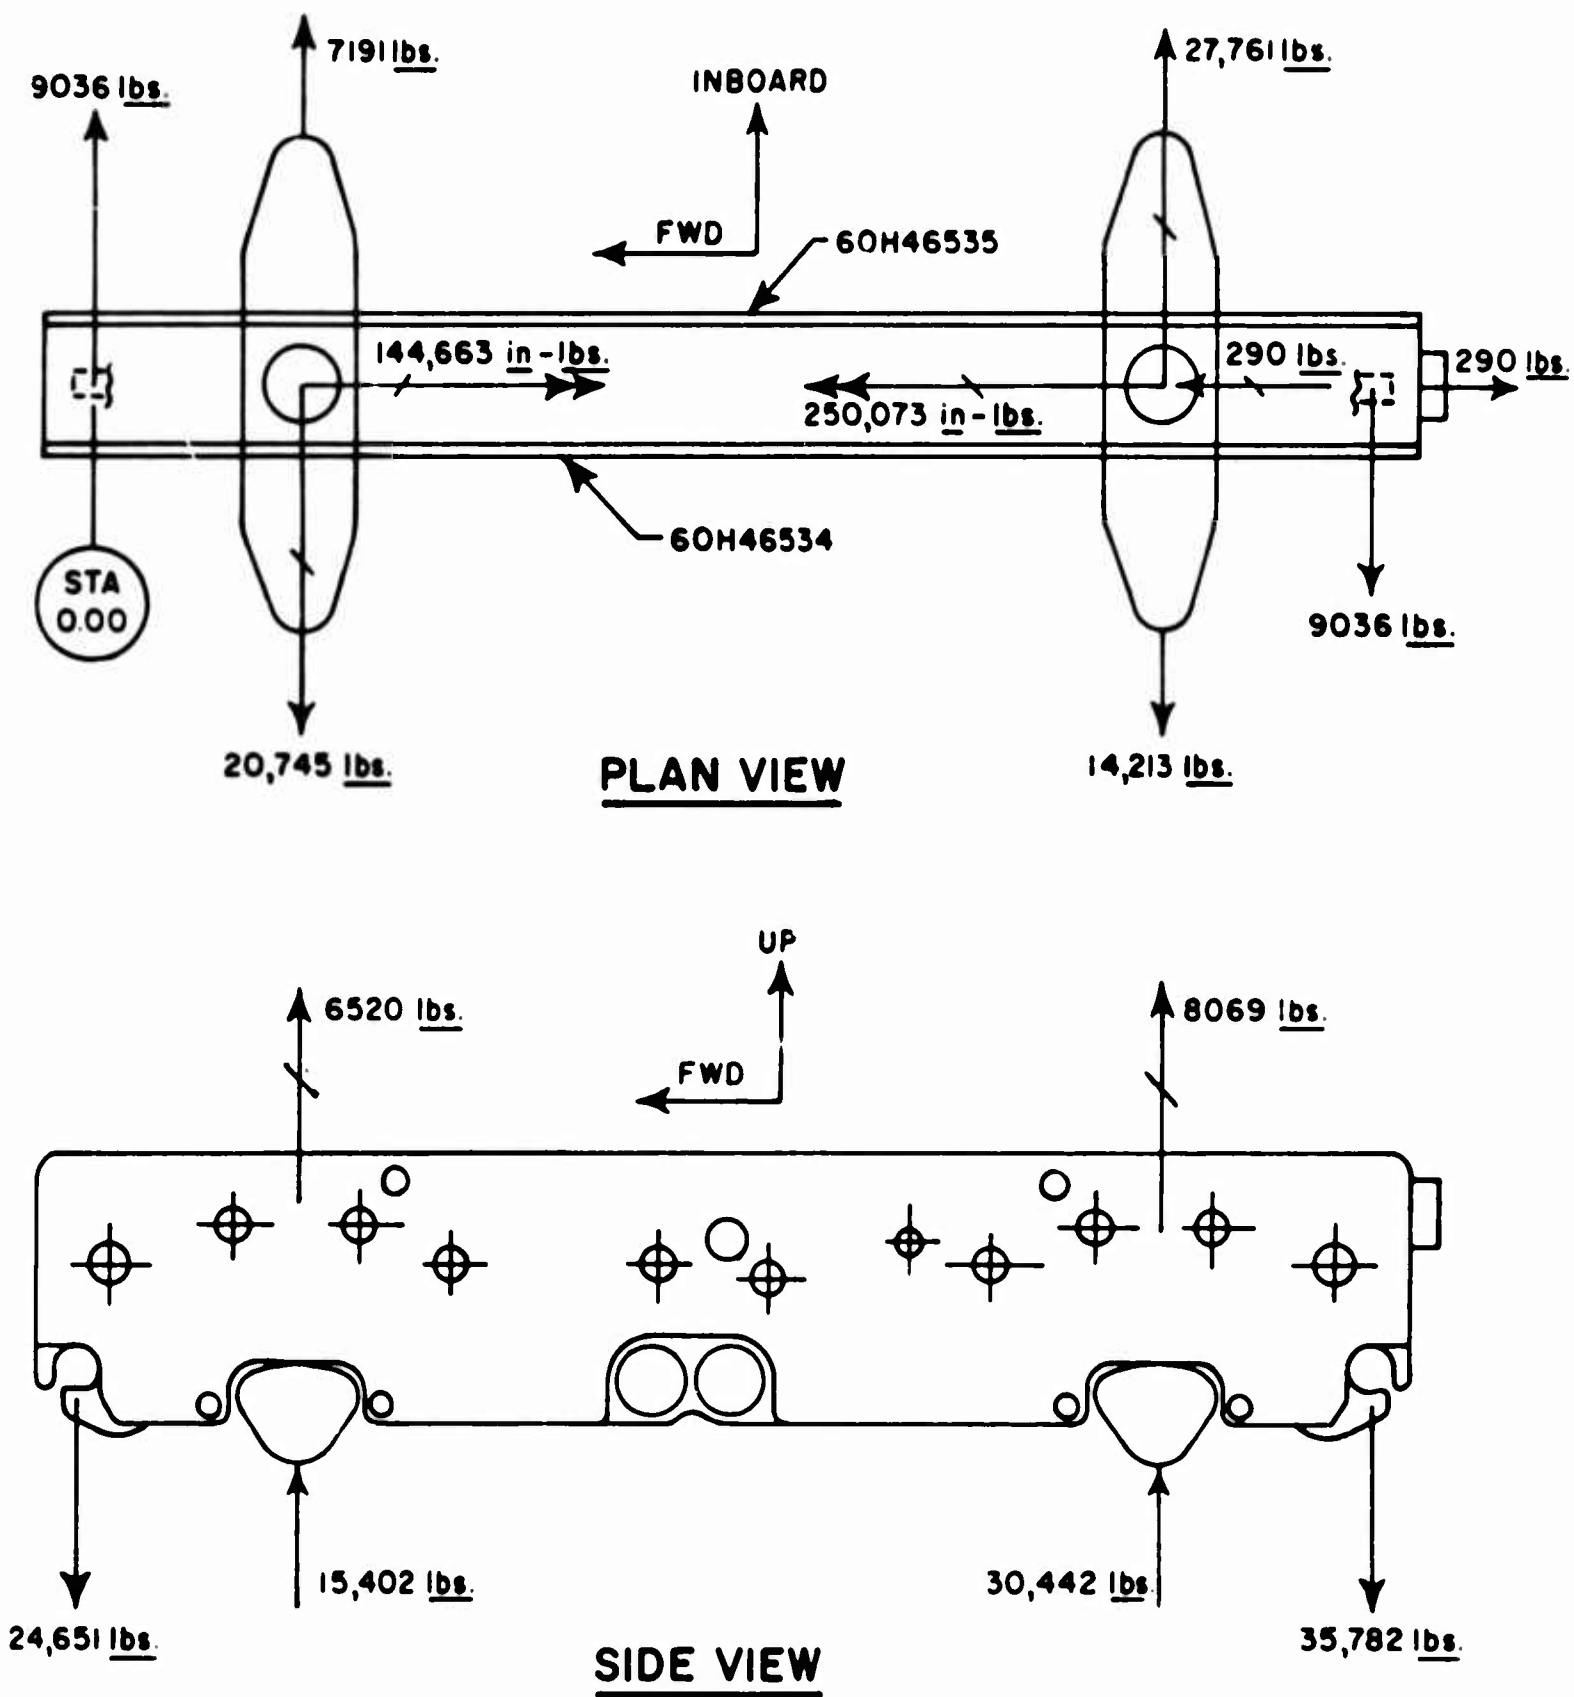 7191 lbs.
27,761 lbs.
9036 lbs.
INBOARD
FWD
60H46535
144,663 in-lbs.
290 lbs.
290 lbs.
250,073 in-lbs.
60H46534
STA
0.00
9036 lbs.
20,745 lbs.
PLAN VIEW
14,213 lbs.
UP
6520 lbs.
8069 lbs.
FWD
15,402 lbs.
30,442 lbs.
24,651 lbs.
35,782 lbs.
SIDE VIEW